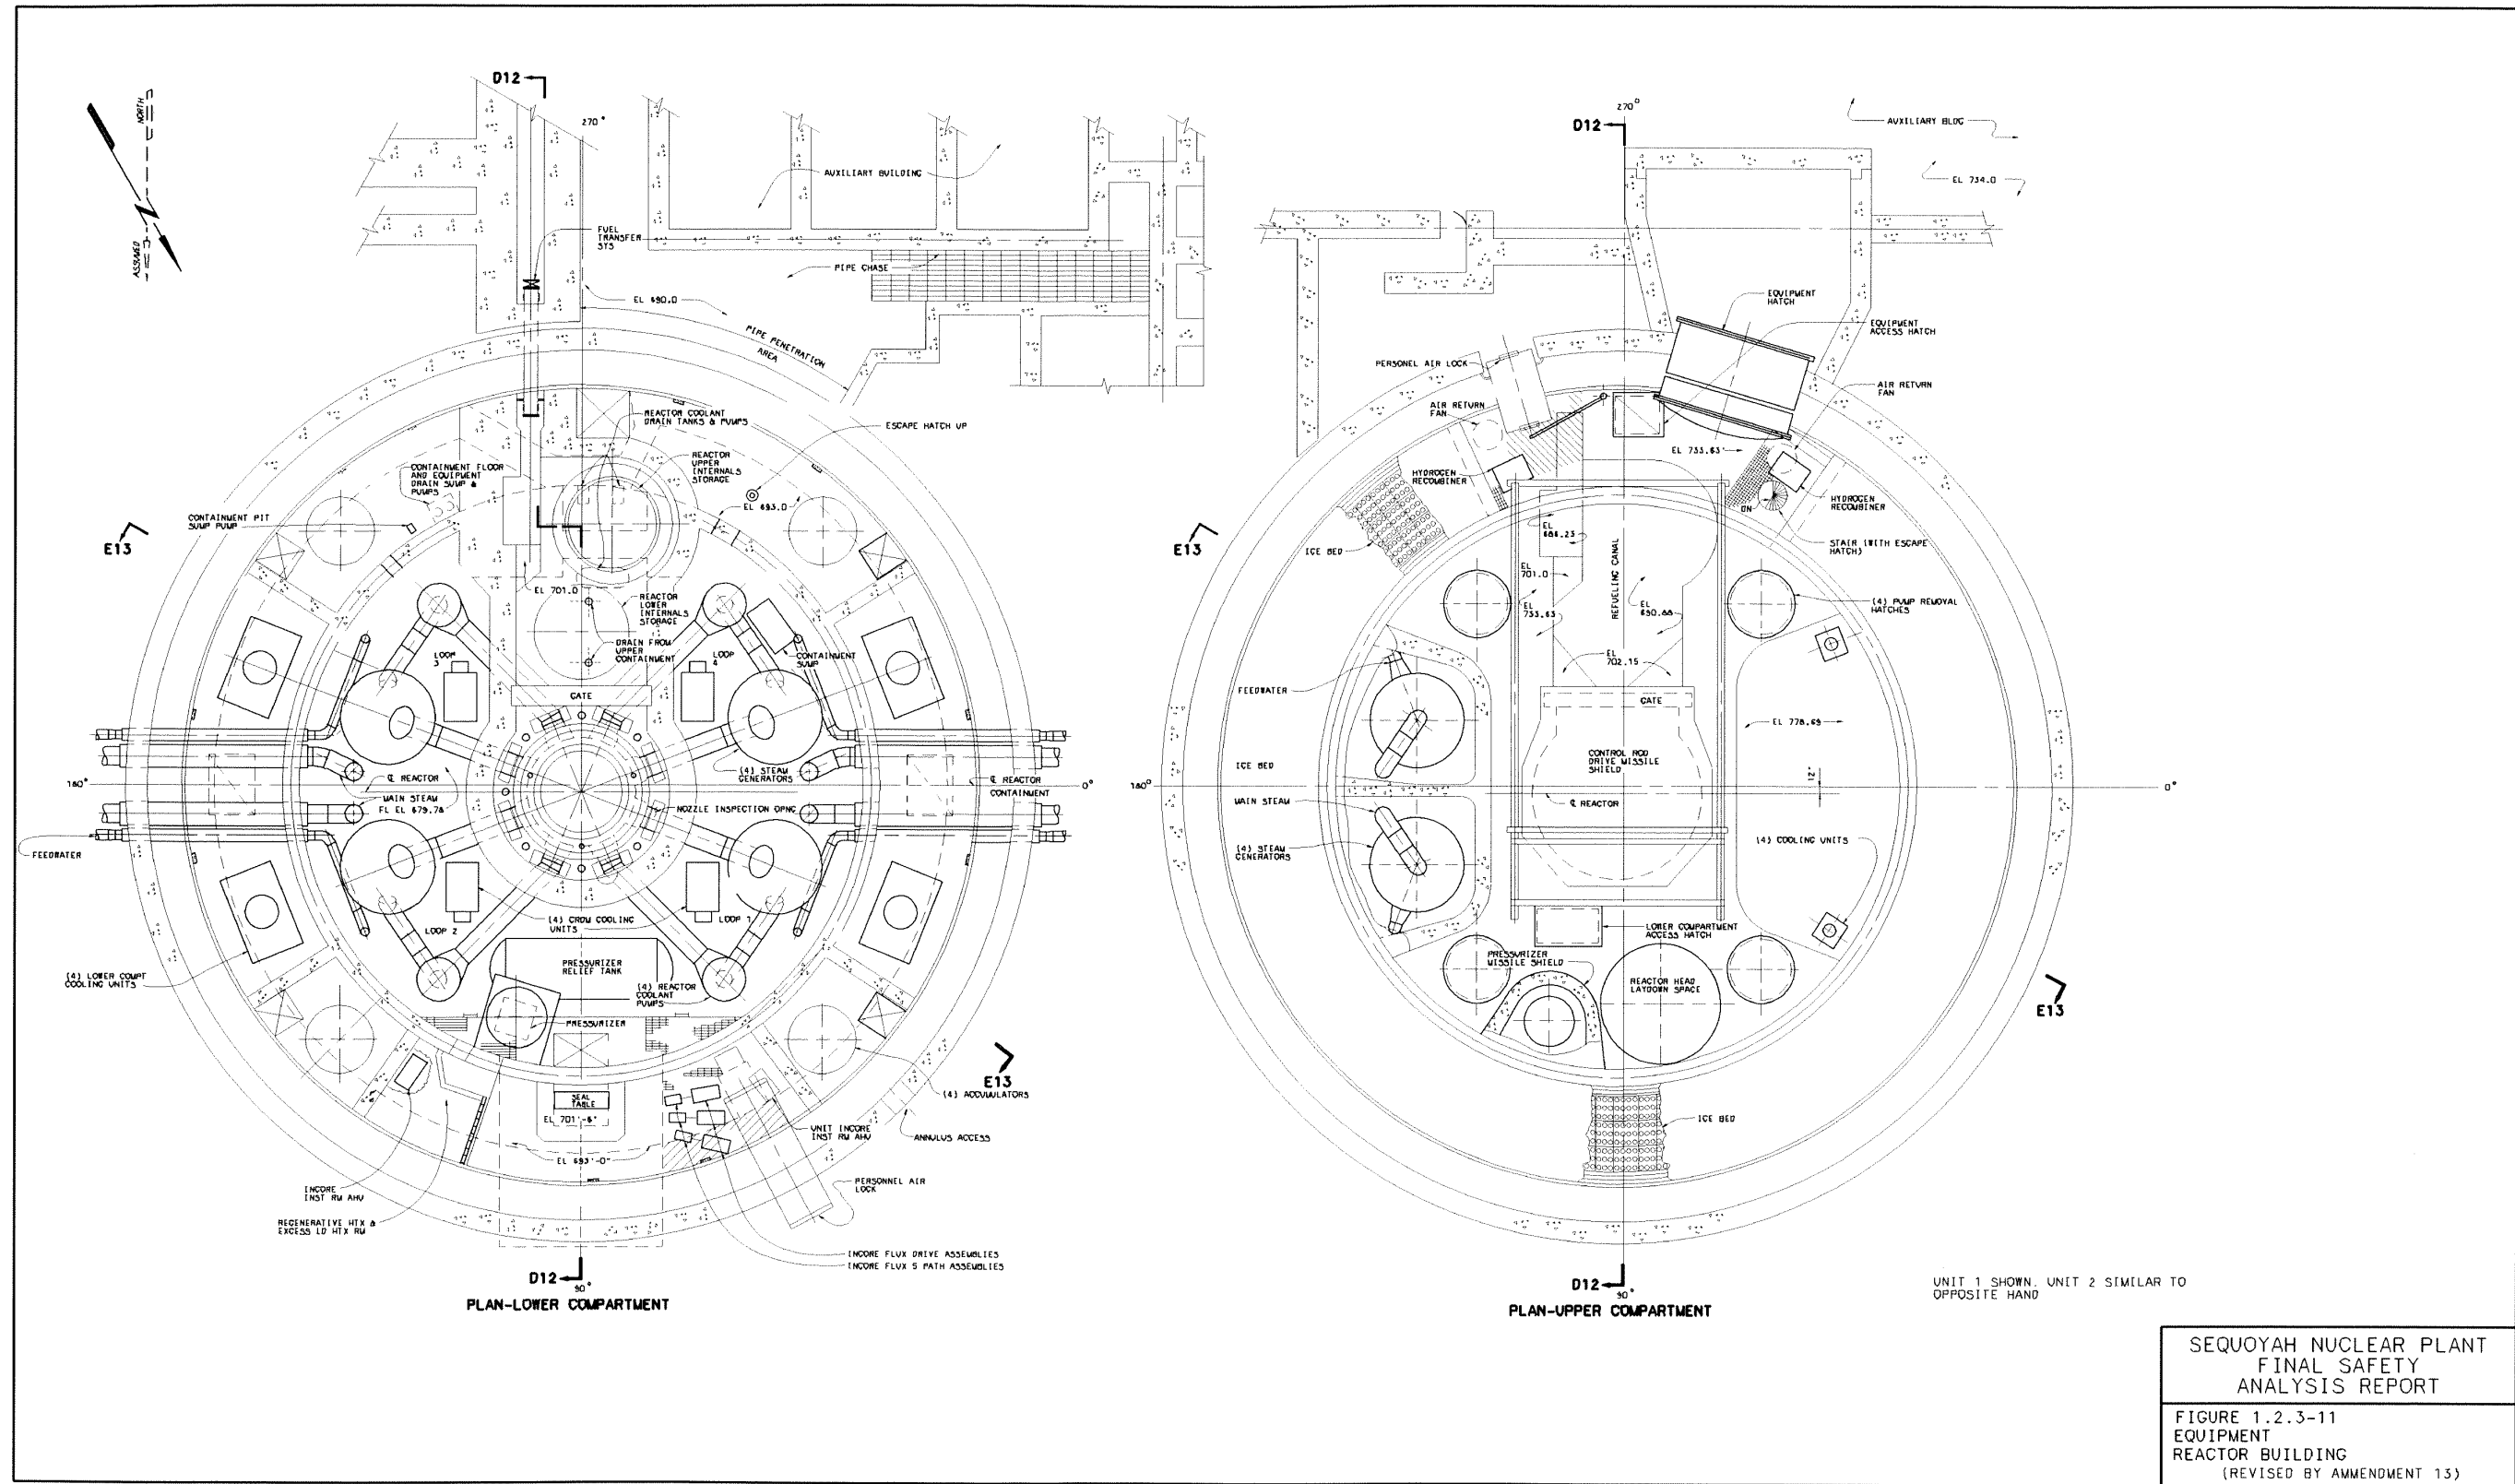 D12
270°
NORTH
ASSUMED
AUXILIARY BUILDING
FUEL
TRANSFER
SYS
PIPE CHASE
EL 690.0
PIPE PENETRATION
AREA
REACTOR COOLANT
DRAIN TANKS & PUMPS
ESCAPE HATCH UP
REACTOR
UPPER
INTERNALS
STORAGE
CONTAINMENT FLOOR
AND EQUIPMENT
DRAIN SUMP &
PUMPS
EL 693.0
CONTAINMENT PIT
SUMP PUMP
E13
EL 701.0
REACTOR
LOWER
INTERNALS
STORAGE
DRAIN FROM
UPPER
CONTAINMENT
LOOP
3
LOOP
4
CONTAINMENT
SUMP
GATE
(4) STEAM
GENERATORS
℄ REACTOR
℄ REACTOR
CONTAINMENT
180°
0°
MAIN STEAM
FL EL 679.78
NOZZLE INSPECTION OPNG
FEEDWATER
(4) CRDM COOLING
UNITS
LOOP 1
LOOP 2
PRESSURIZER
RELIEF TANK
(4) LOWER COMPT
COOLING UNITS
(4) REACTOR
COOLANT
PUMPS
PRESSURIZER
E13
(4) ACCUMULATORS
SEAL
TABLE
EL 701'-6"
UNIT INCORE
INST RM AHU
ANNULUS ACCESS
EL 693'-0"
INCORE
INST RM AHU
PERSONNEL AIR
LOCK
REGENERATIVE HTX &
EXCESS LD HTX RM
INCORE FLUX DRIVE ASSEMBLIES
INCORE FLUX 5 PATH ASSEMBLIES
D12
90°
PLAN-LOWER COMPARTMENT
270°
D12
AUXILIARY BLDG
EL 734.0
EQUIPMENT
HATCH
EQUIPMENT
ACCESS HATCH
PERSONEL AIR LOCK
AIR RETURN
FAN
AIR RETURN
FAN
EL 733.63'
HYDROGEN
RECOMBINER
HYDROGEN
RECOMBINER
DN
E13
ICE BED
EL
686.23
STAIR (WITH ESCAPE
HATCH)
REFUELING CANAL
EL
701.0
EL
733.63
EL
690.88
(4) PUMP REMOVAL
HATCHES
EL
702.15
FEEDWATER
GATE
EL 778.69
CONTROL ROD
DRIVE MISSILE
SHIELD
ICE BED
12"
180°
0°
MAIN STEAM
℄ REACTOR
(4) STEAM
GENERATORS
(4) COOLING UNITS
LOWER COMPARTMENT
ACCESS HATCH
PRESSURIZER
MISSILE SHIELD
REACTOR HEAD
LAYDOWN SPACE
E13
ICE BED
D12
90°
PLAN-UPPER COMPARTMENT
UNIT 1 SHOWN. UNIT 2 SIMILAR TO
OPPOSITE HAND
SEQUOYAH NUCLEAR PLANT
FINAL SAFETY
ANALYSIS REPORT
FIGURE 1.2.3-11
EQUIPMENT
REACTOR BUILDING
(REVISED BY AMMENDMENT 13)